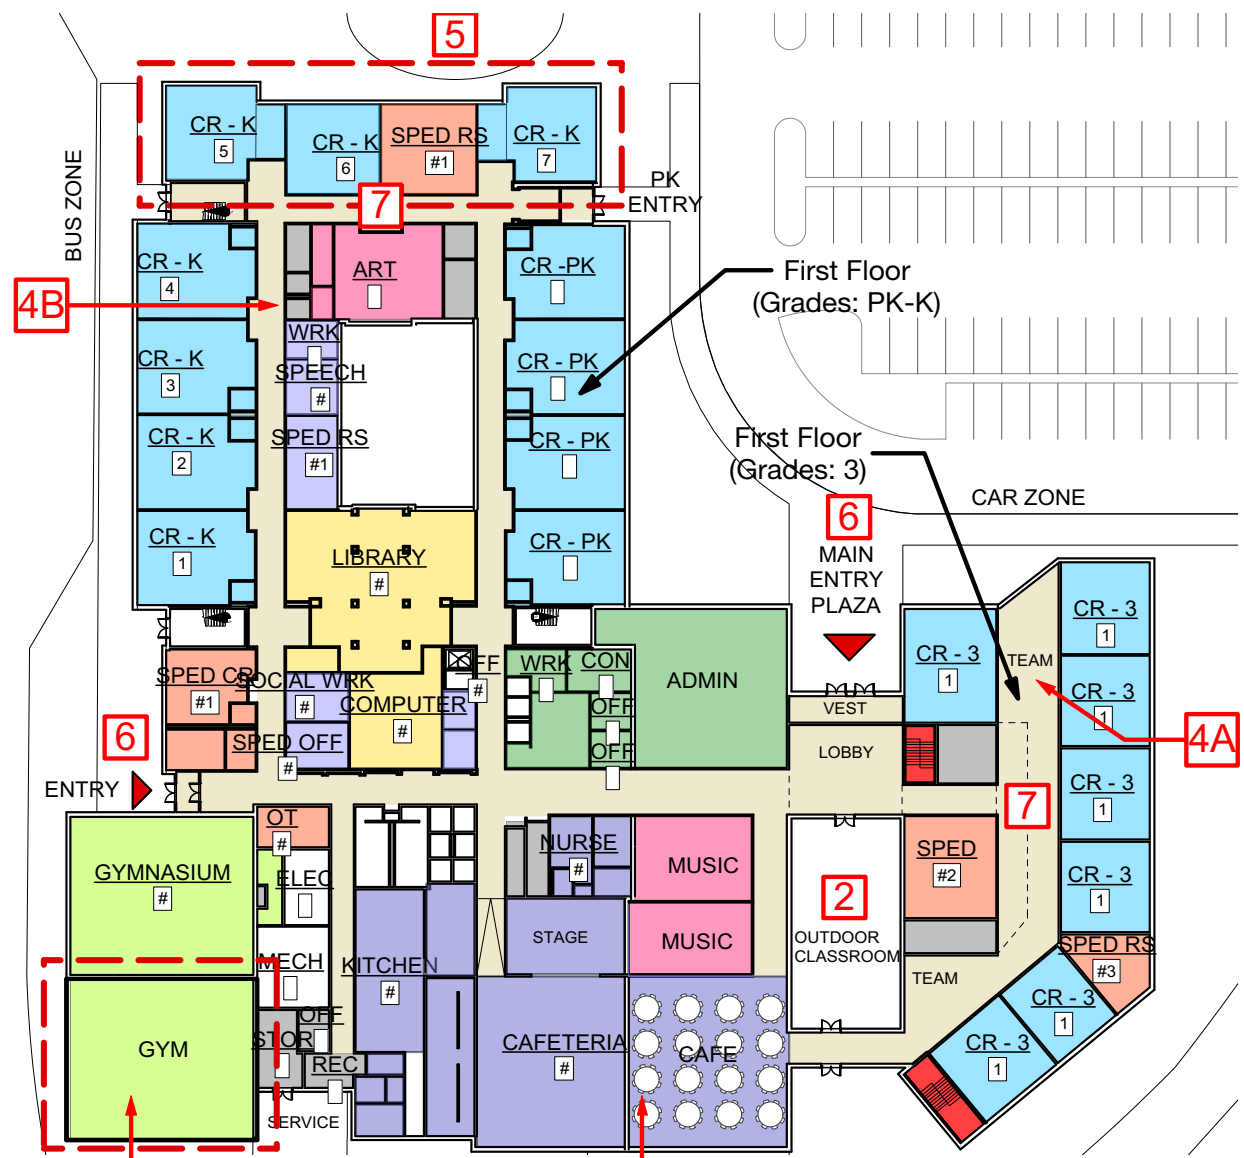 5
CR - K
5
CR - K
6
SPED RS
#1
CR - K
7
7
PK
ENTRY
BUS ZONE
CR - K
4
ART
CR -PK
First Floor
(Grades: PK-K)
4B
WRK
CR - K
3
SPEECH
#
CR - PK
CR - K
2
SPED RS
#1
CR - PK
First Floor
(Grades: 3)
CAR ZONE
6
MAIN
ENTRY
PLAZA
CR - K
1
LIBRARY
#
CR - PK
CR - 3
1
CR - 3
1
TEAM
SPED CR
#1
SOCIAL WRK
#
COMPUTER
#
OFF
#
WRK
CON
OFF
OFF
ADMIN
VEST
LOBBY
CR - 3
1
4A
6
SPED OFF
#
ENTRY
CR - 3
1
7
OT
#
GYMNASIUM
#
ELEC
NURSE
#
MUSIC
SPED
#2
CR - 3
1
2
OUTDOOR
CLASSROOM
STAGE
MUSIC
MECH
KITCHEN
#
SPED RS
#3
TEAM
CR - 3
1
GYM
OFF
STOR
REC
CAFETERIA
#
CAFE
CR - 3
1
SERVICE